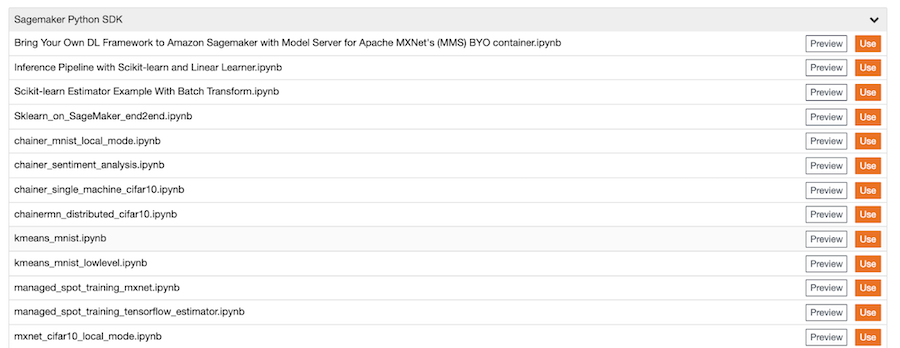 Sagemaker Python SDK
Bring Your Own DL Framework to Amazon Sagemaker with Model Server for Apache MXNet's (MMS) BYO container.ipynb Preview Use
Inference Pipeline with Scikit-learn and Linear Learner.ipynb Preview Use
Scikit-learn Estimator Example With Batch Transform.ipynb Preview Use
Sklearn_on_SageMaker_end2end.ipynb Preview Use
chainer_mnist_local_mode.ipynb Preview Use
chainer_sentiment_analysis.ipynb Preview Use
chainer_single_machine_cifar10.ipynb Preview Use
chainermn_distributed_cifar10.ipynb Preview Use
kmeans_mnist.ipynb Preview Use
kmeans_mnist_lowlevel.ipynb Preview Use
managed_spot_training_mxnet.ipynb Preview Use
managed_spot_training_tensorflow_estimator.ipynb Preview Use
mxnet_cifar10_local_mode.ipynb Preview Use